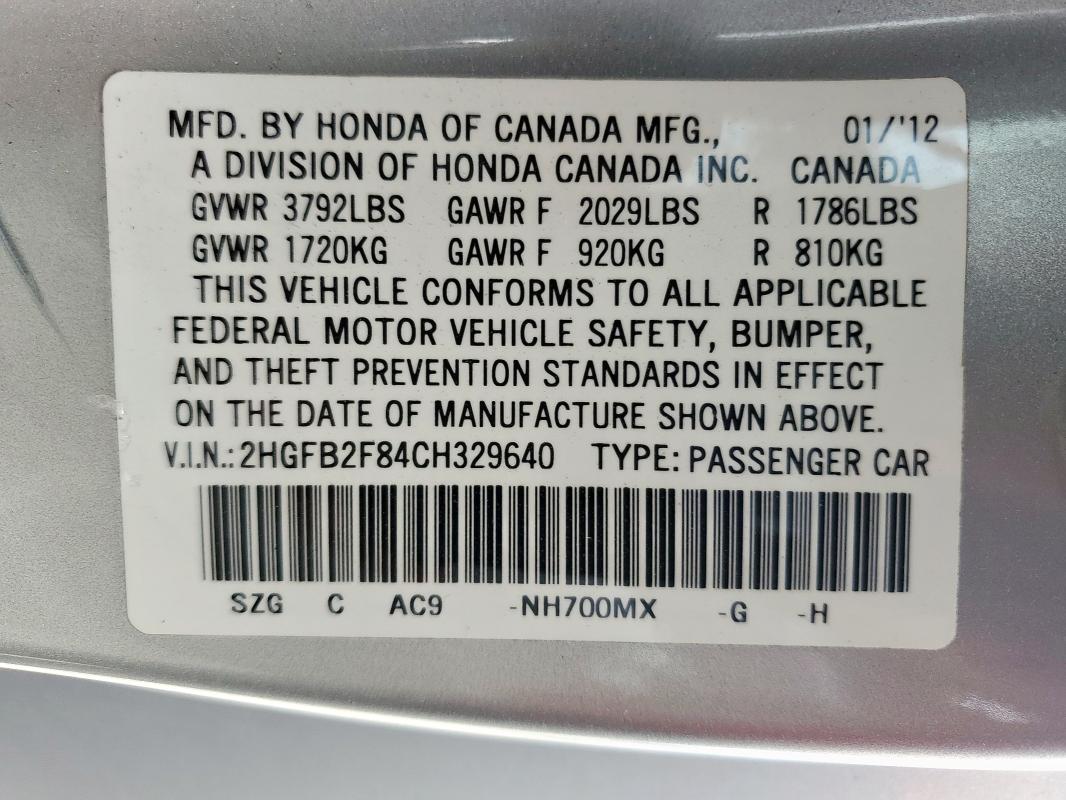 MFD. BY HONDA OF CANADA MFG., 01/'12
A DIVISION OF HONDA CANADA INC. CANADA
GVWR 3792LBS GAWR F 2029LBS R 1786LBS
GVWR 1720KG GAWR F 920KG R 810KG
THIS VEHICLE CONFORMS TO ALL APPLICABLE
FEDERAL MOTOR VEHICLE SAFETY, BUMPER,
AND THEFT PREVENTION STANDARDS IN EFFECT
ON THE DATE OF MANUFACTURE SHOWN ABOVE.
V.I.N.: 2HGFB2F84CH329640 TYPE: PASSENGER CAR
SZG C AC9 -NH700MX -G -H